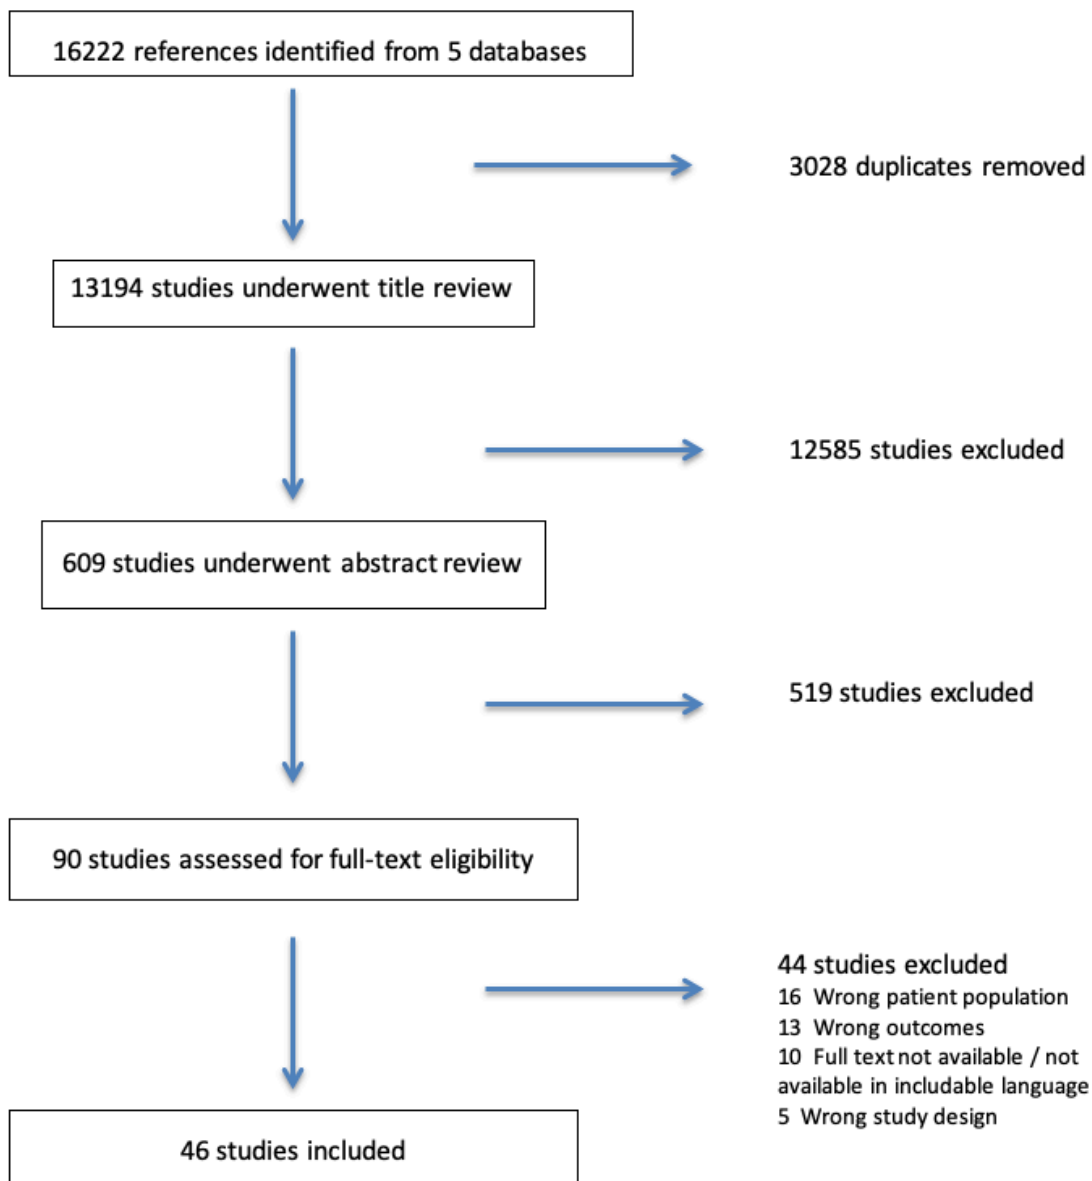 16222 references identified from 5 databases
3028 duplicates removed
13194 studies underwent title review
12585 studies excluded
609 studies underwent abstract review
519 studies excluded
90 studies assessed for full-text eligibility
44 studies excluded
16 Wrong patient population
13 Wrong outcomes
10 Full text not available / not
available in includable language
5 Wrong study design
46 studies included